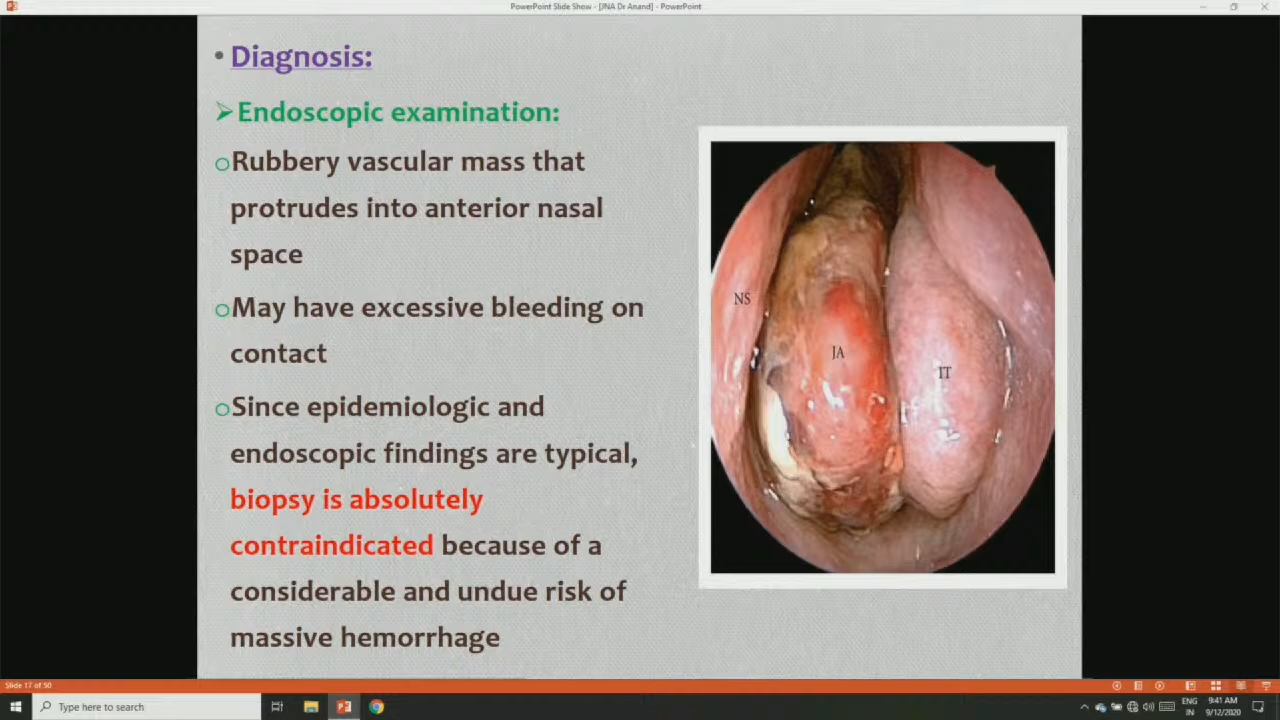 PowerPoint Slide Show - [JNA Dr Anand] - PowerPoint
• Diagnosis:
➢ Endoscopic examination:
o Rubbery vascular mass that
protrudes into anterior nasal
space
o May have excessive bleeding on
contact
o Since epidemiologic and
endoscopic findings are typical,
biopsy is absolutely
contraindicated because of a
considerable and undue risk of
massive hemorrhage
NS
JA
IT
Slide 17 of 50
Type here to search
ENG
IN
9:41 AM
9/12/2020